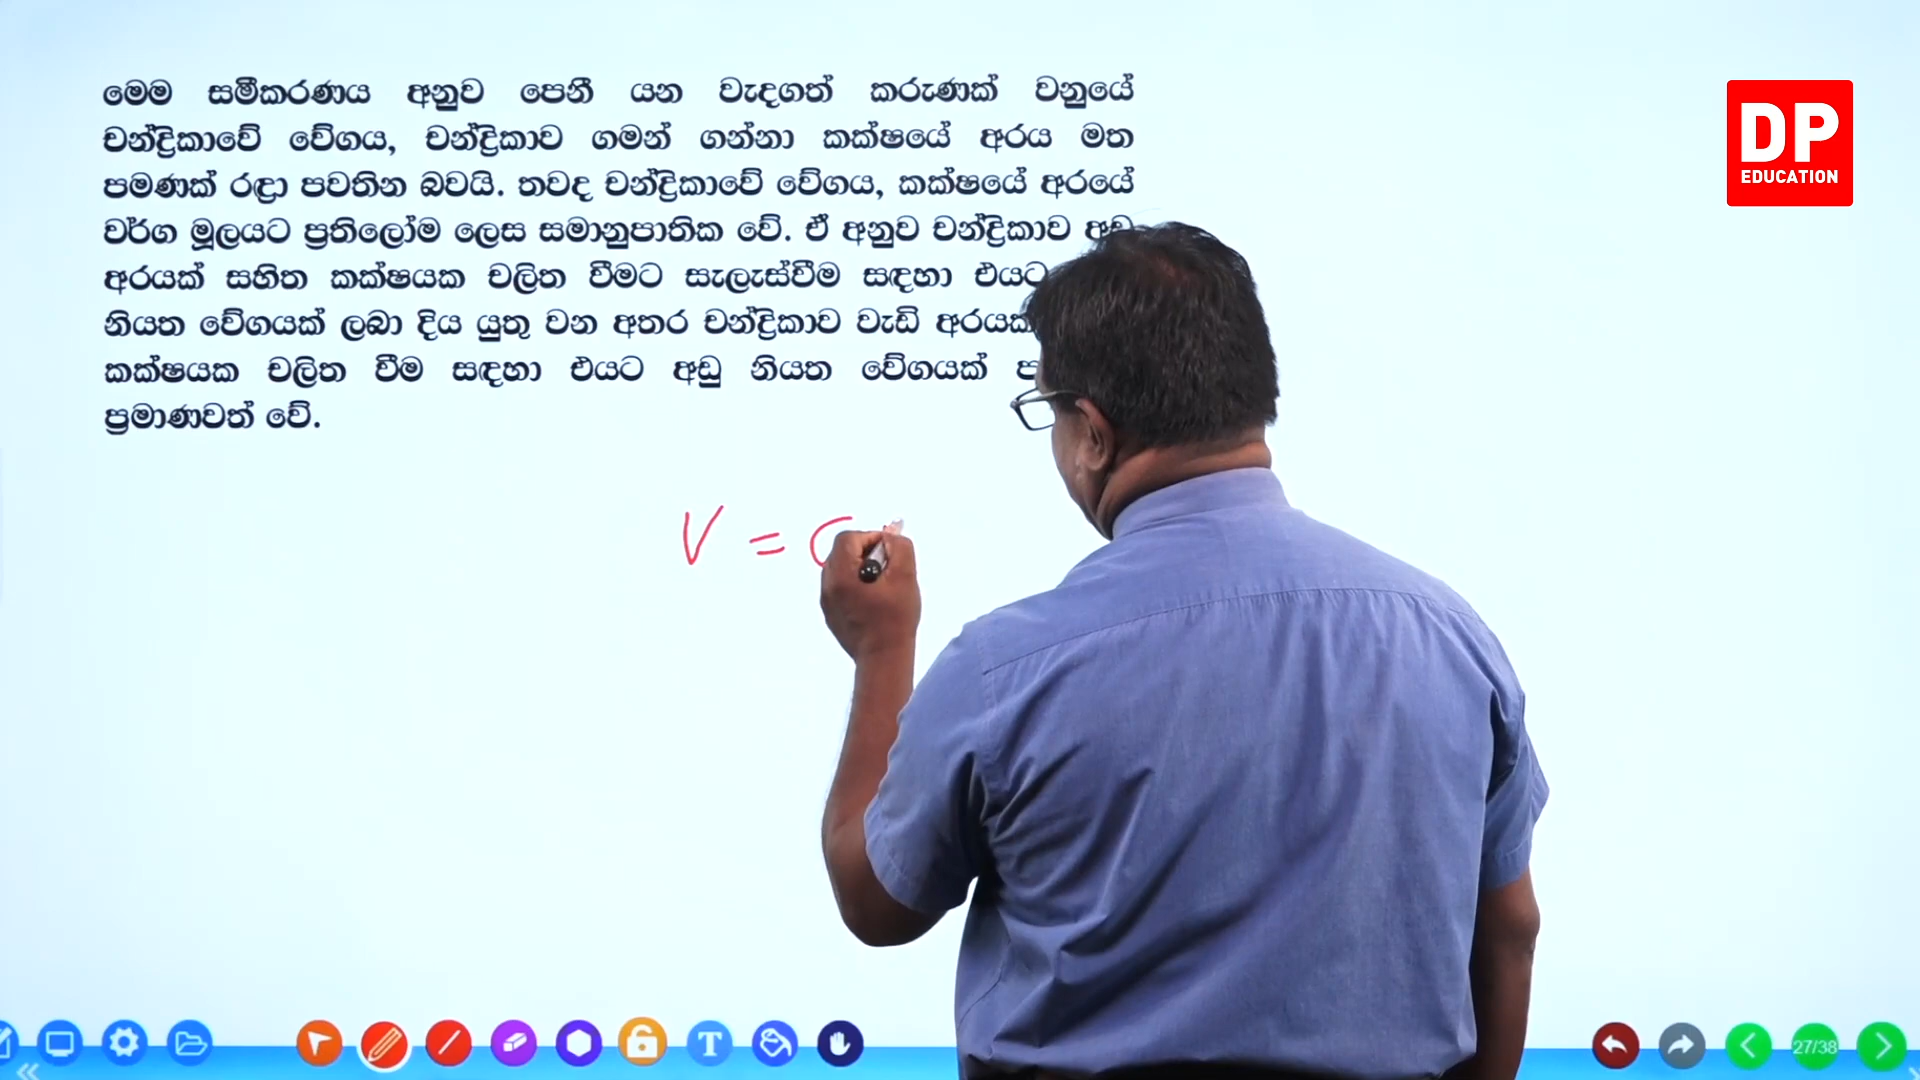 මෙම සමීකරණය අනුව පෙනී යන වැදගත් කරුණක් වනුයේ
චන්ද්‍රිකාවේ වේගය, චන්ද්‍රිකාව ගමන් ගන්නා කක්ෂයේ අරය මත
පමණක් රඳා පවතින බවයි. තවද චන්ද්‍රිකාවේ වේගය, කක්ෂයේ අරයේ
වර්ග මූලයට ප්‍රතිලෝම ලෙස සමානුපාතික වේ. ඒ අනුව චන්ද්‍රිකාව
අරයක් සහිත කක්ෂයක චලිත වීමට සැලැස්වීම සඳහා එයට
නියත වේගයක් ලබා දිය යුතු වන අතර චන්ද්‍රිකාව වැඩි
කක්ෂයක චලිත වීම සඳහා එයට අඩු නියත වේගයක්
ප්‍රමාණවත් වේ.
V =
DP
EDUCATION
T
27/38